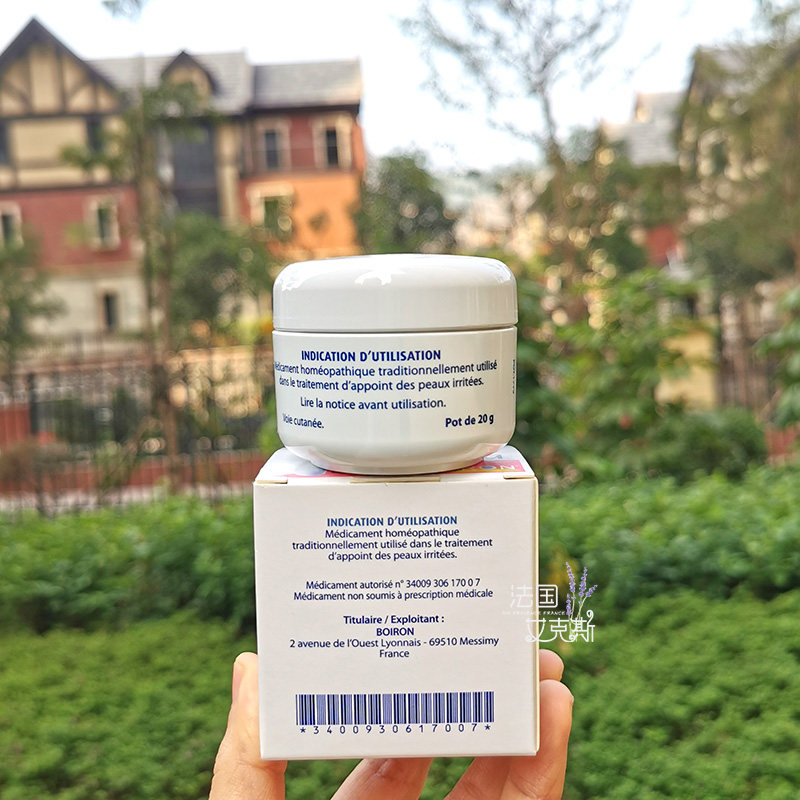 INDICATION D'UTILISATION
Médicament homéopathique traditionnellement utilisé
dans le traitement d'appoint des peaux irritées.
Lire la notice avant utilisation.
Voie cutanée.
Pot de 20 g
INDICATION D'UTILISATION
Médicament homéopathique
traditionnellement utilisé dans le traitement
d'appoint des peaux irritées.
Médicament autorisé n° 34009 306 170 0 7
Médicament non soumis à prescription médicale
Titulaire / Exploitant :
BOIRON
2 avenue de l'Ouest Lyonnais - 69510 Messimy
France
*3400930617007*
法国
艾克斯